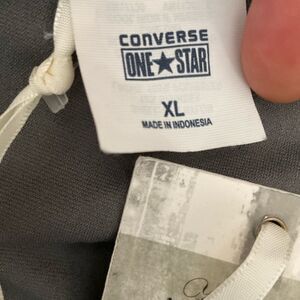 CONVERSE
ONE★STAR
XL
MADE IN INDONESIA
a